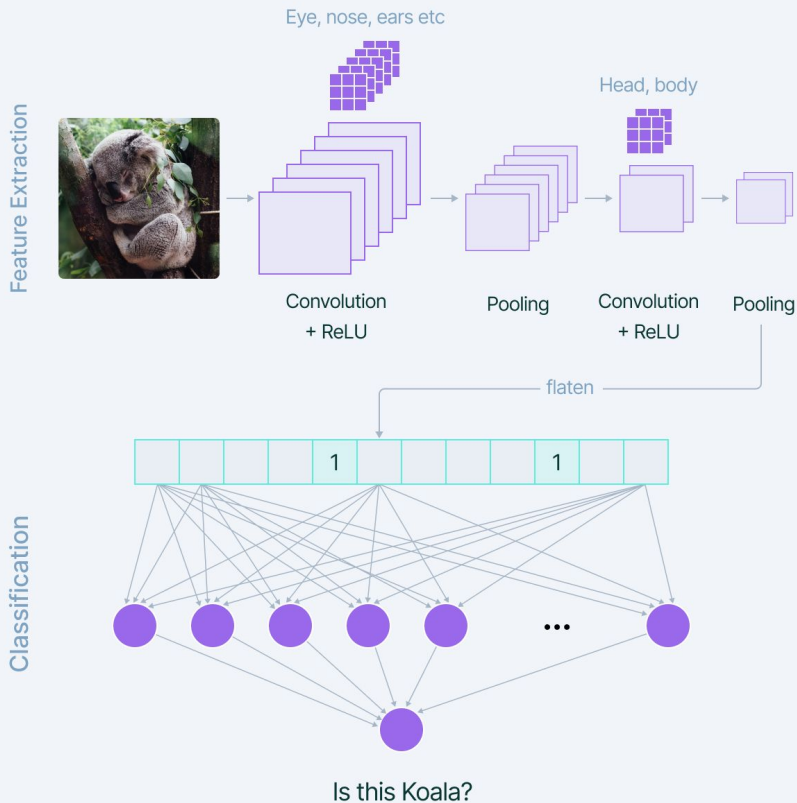 Eye, nose, ears etc
Head, body
Feature Extraction
Convolution
+ ReLU
Pooling
Convolution
+ ReLU
Pooling
flaten
1
1
Classification
...
Is this Koala?